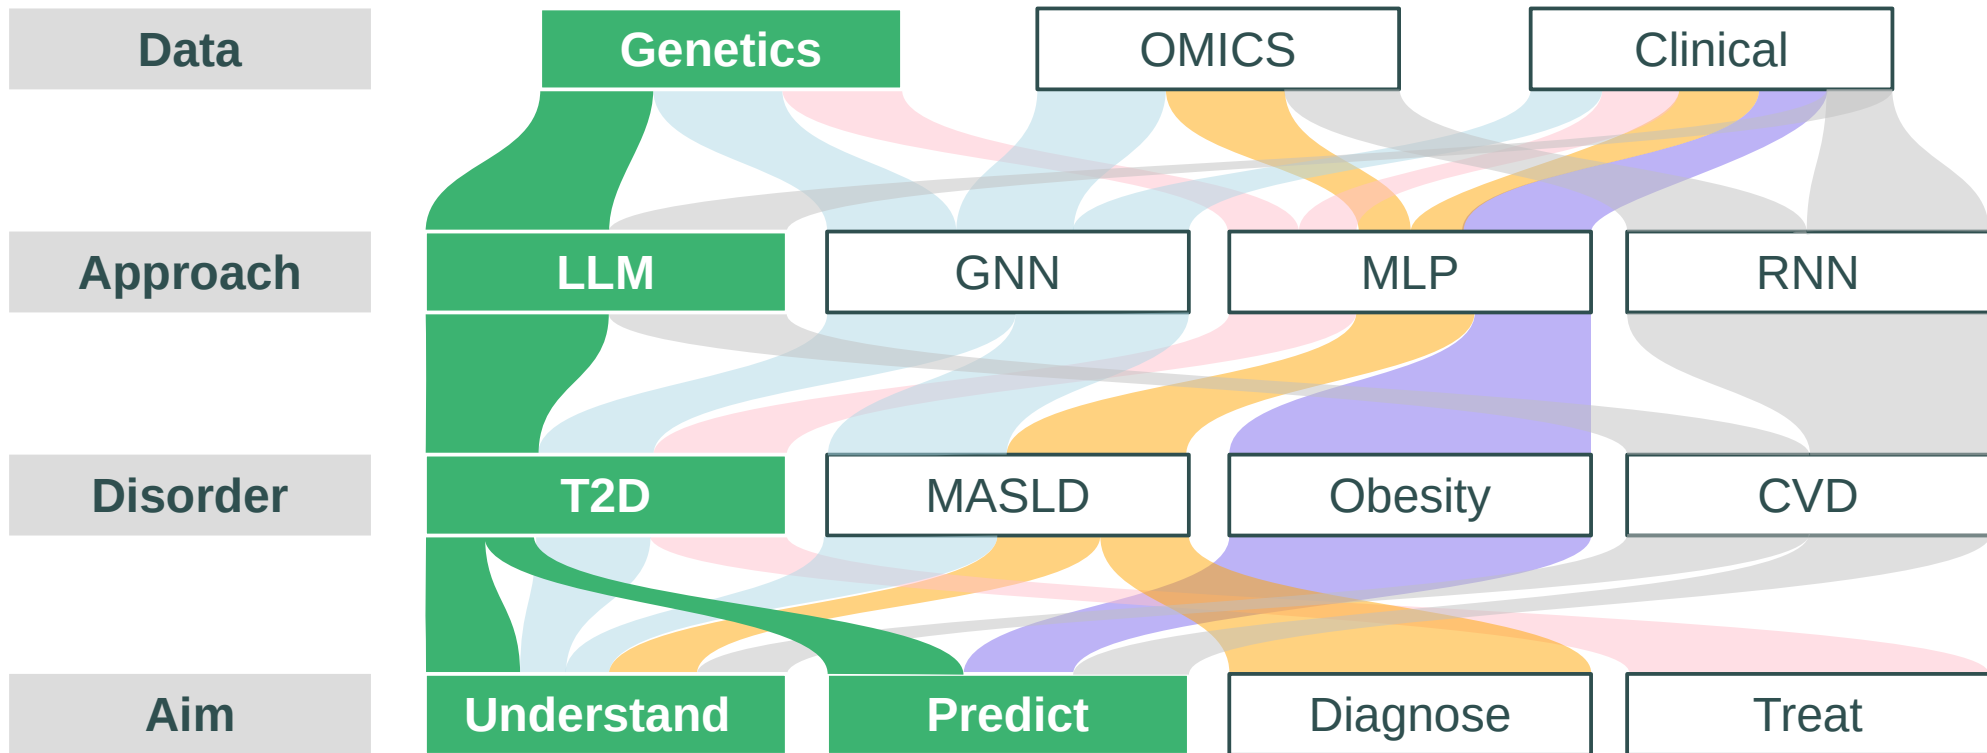 Data
Genetics
OMICS
Clinical
Approach
LLM
GNN
MLP
RNN
Disorder
T2D
MASLD
Obesity
CVD
Aim
Understand
Predict
Diagnose
Treat